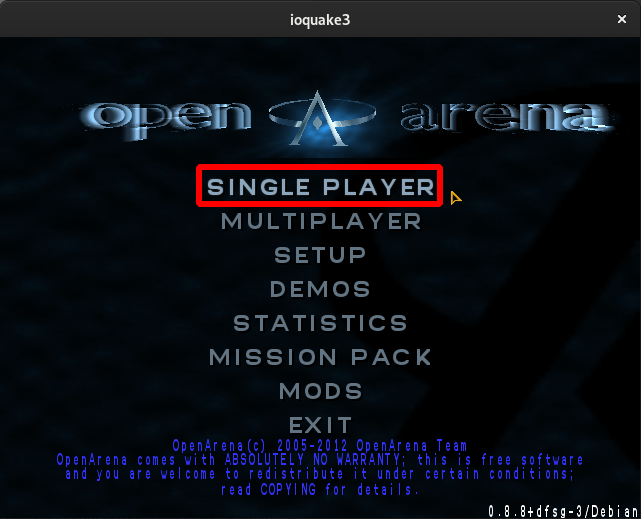 ioquake3
open arena
SINGLE PLAYER
MULTIPLAYER
SETUP
DEMOS
STATISTICS
MISSION PACK
MODS
EXIT
OpenArena(c) 2005-2012 OpenArena Team
OpenArena comes with ABSOLUTELY NO WARRANTY; this is free software
and you are welcome to redistribute it under certain conditions;
read COPYING for details.
0.8.8+dfsg-3/Debian